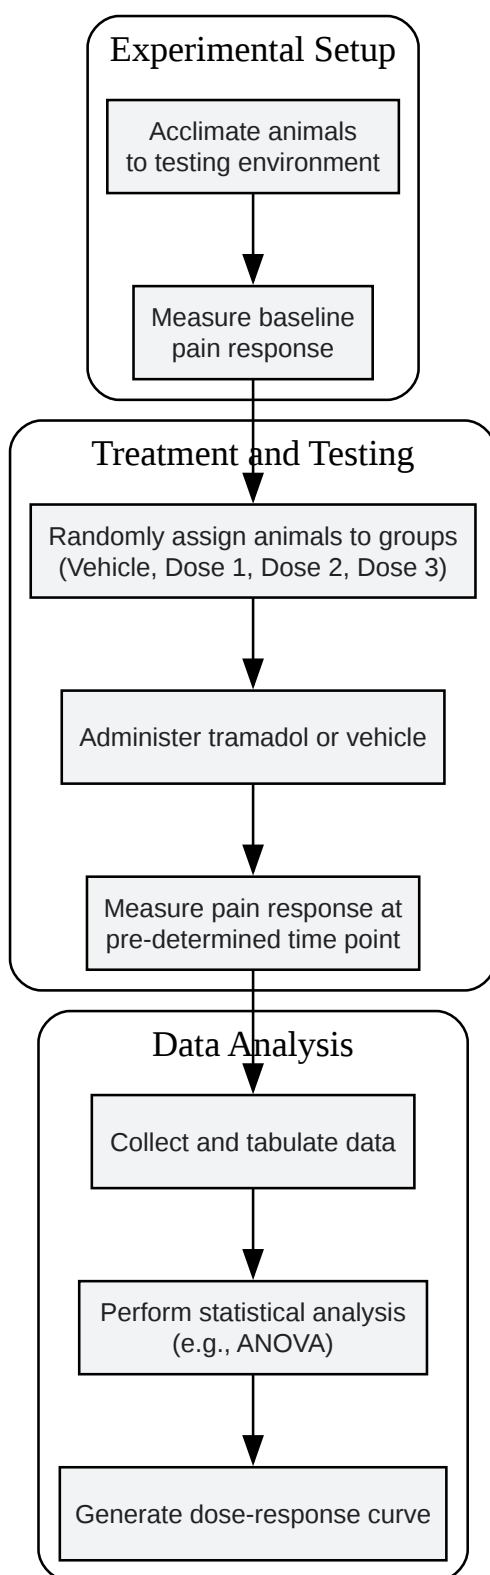 Experimental Setup
Acclimate animals
to testing environment
Measure baseline
pain response
Treatment and Testing
Randomly assign animals to groups
(Vehicle, Dose 1, Dose 2, Dose 3)
Administer tramadol or vehicle
Measure pain response at
pre-determined time point
Data Analysis
Collect and tabulate data
Perform statistical analysis
(e.g., ANOVA)
Generate dose-response curve